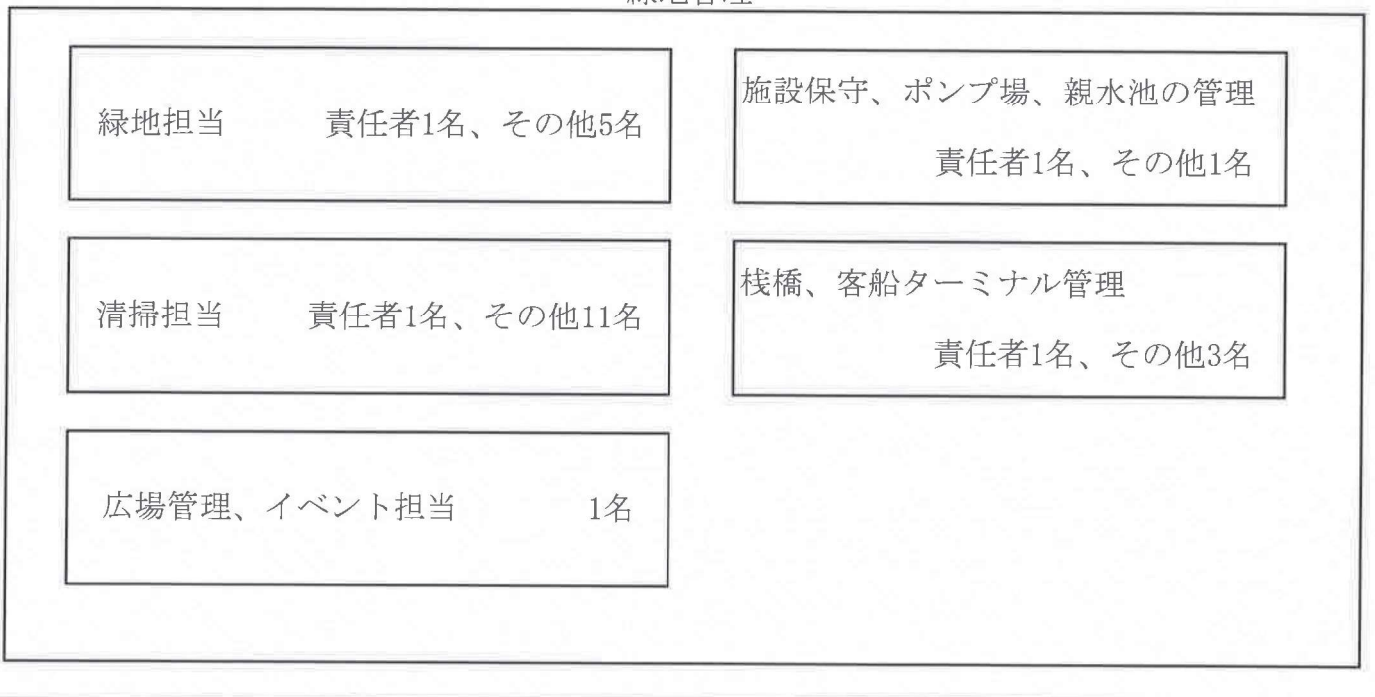 緑地管理
緑地担当　責任者1名、その他5名
施設保守、ポンプ場、親水池の管理
責任者1名、その他1名
清掃担当　責任者1名、その他11名
桟橋、客船ターミナル管理
責任者1名、その他3名
広場管理、イベント担当　1名